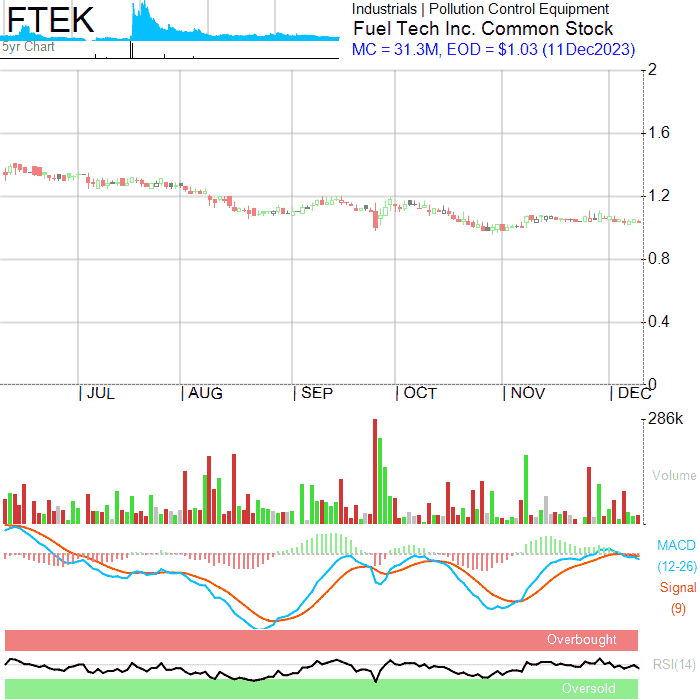 FTEK
5yr Chart
Industrials | Pollution Control Equipment
Fuel Tech Inc. Common Stock
MC = 31.3M, EOD = $1.03 (11Dec2023)
2
1.6
1.2
0.8
0.4
0
| JUL | AUG | SEP | OCT | NOV | DEC
286k
Volume
MACD
(12-26)
Signal
(9)
Overbought
RSI(14)
Oversold